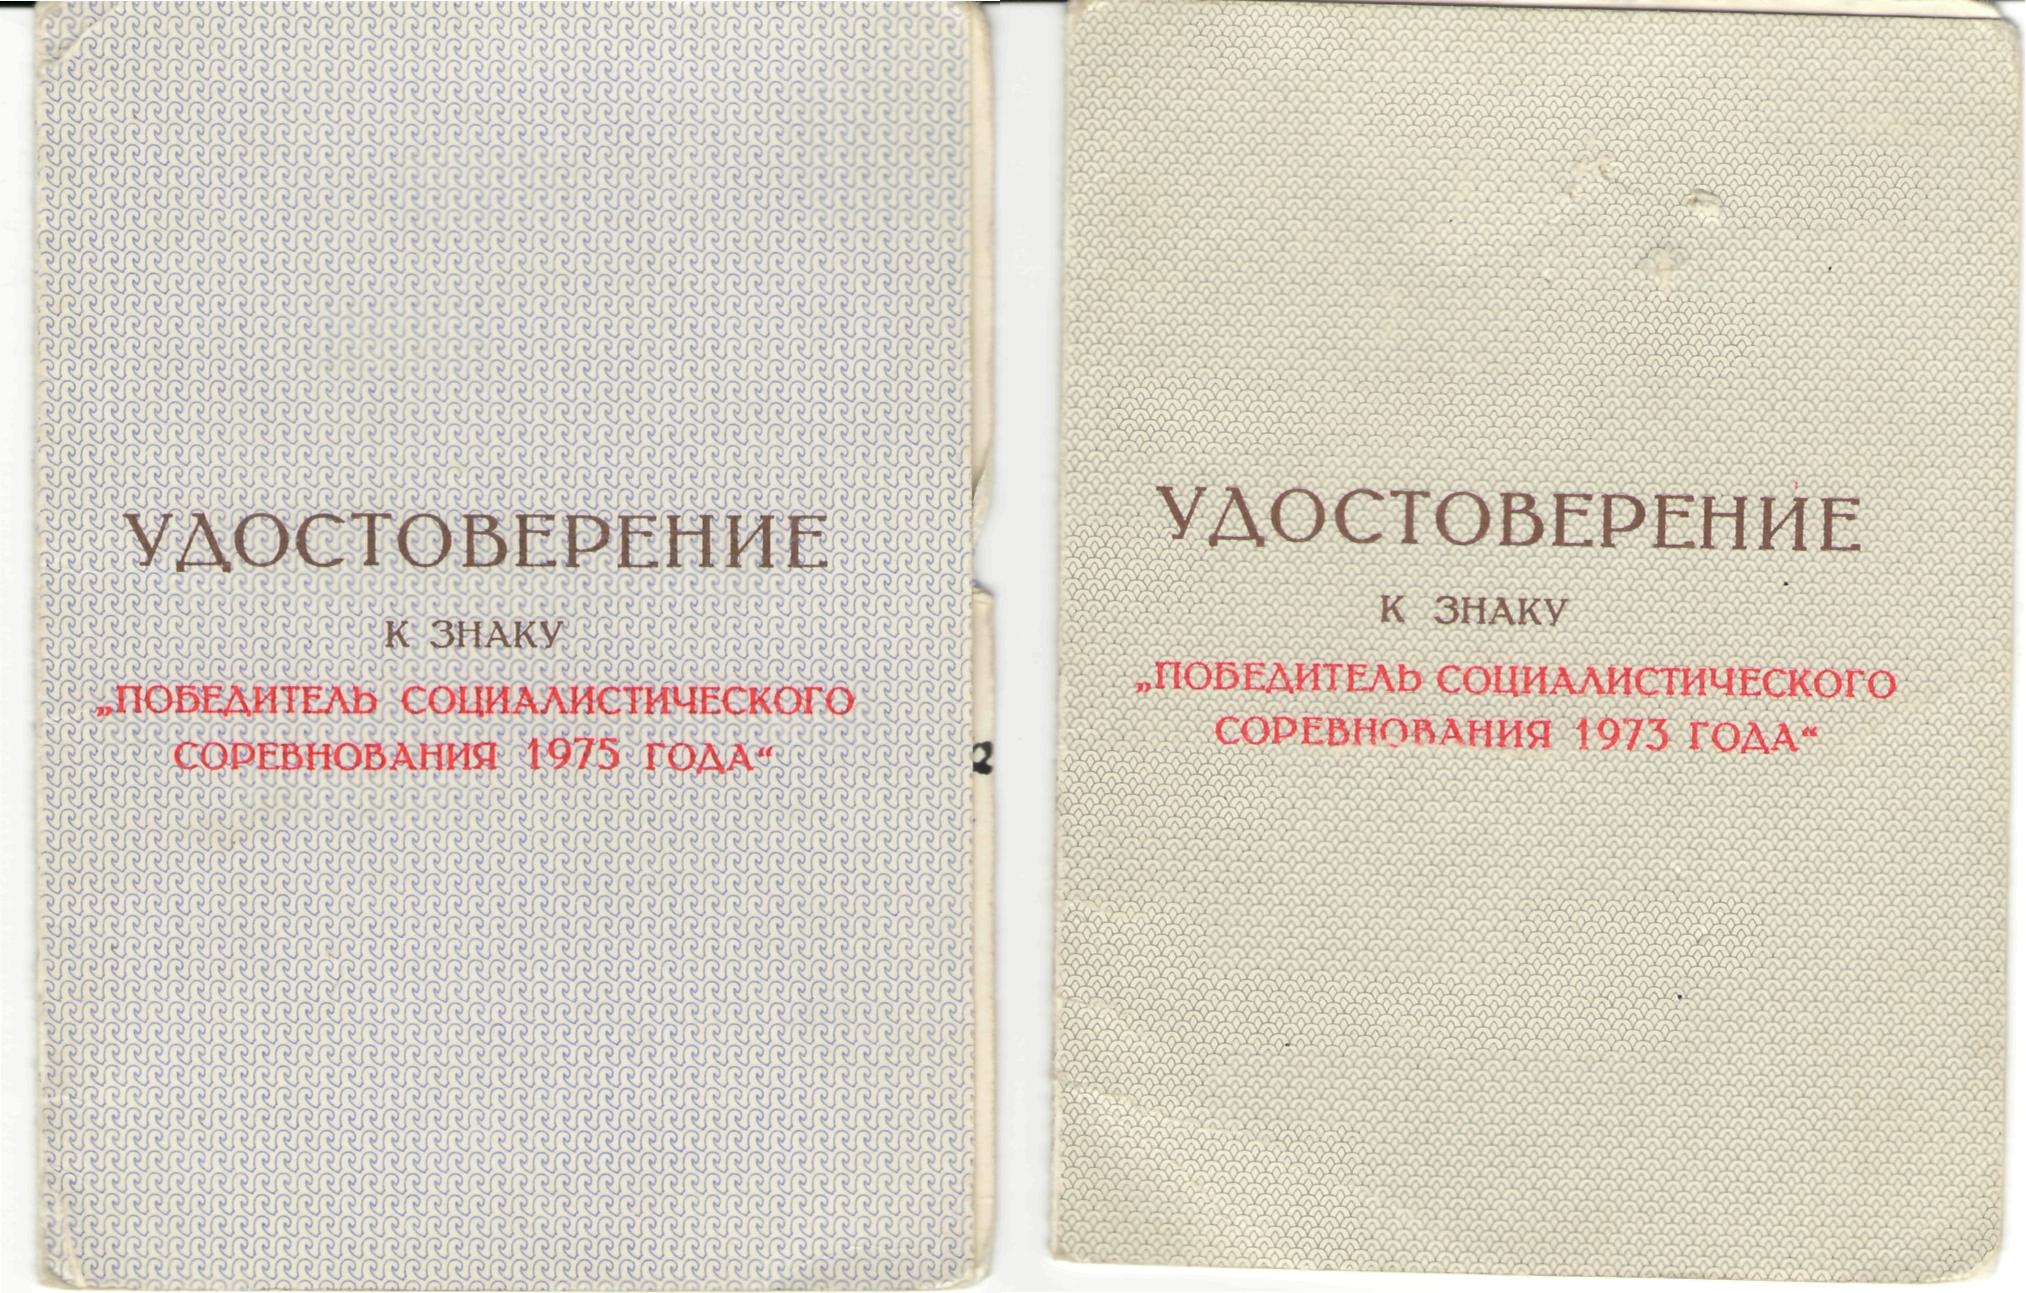 УДОСТОВЕРЕНИЕ
К ЗНАКУ
„ПОБЕДИТЕЛЬ СОЦИАЛИСТИЧЕСКОГО
СОРЕВНОВАНИЯ 1975 ГОДА“
УДОСТОВЕРЕНИЕ
К ЗНАКУ
„ПОБЕДИТЕЛЬ СОЦИАЛИСТИЧЕСКОГО
СОРЕВНОВАНИЯ 1973 ГОДА“